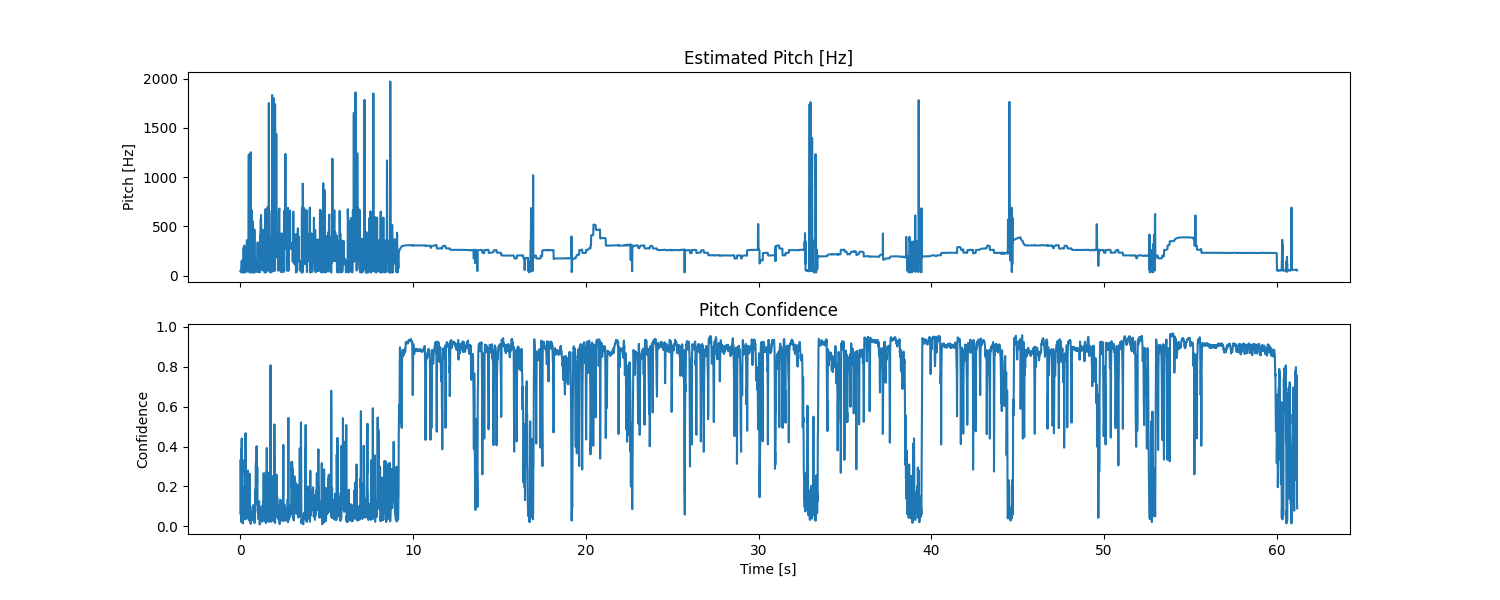 Estimated Pitch [Hz]
2000
1500
1000
500
0
Pitch [Hz]
Pitch Confidence
1.0
0.8
0.6
0.4
0.2
0.0
Confidence
0 10 20 30 40 50 60
Time [s]